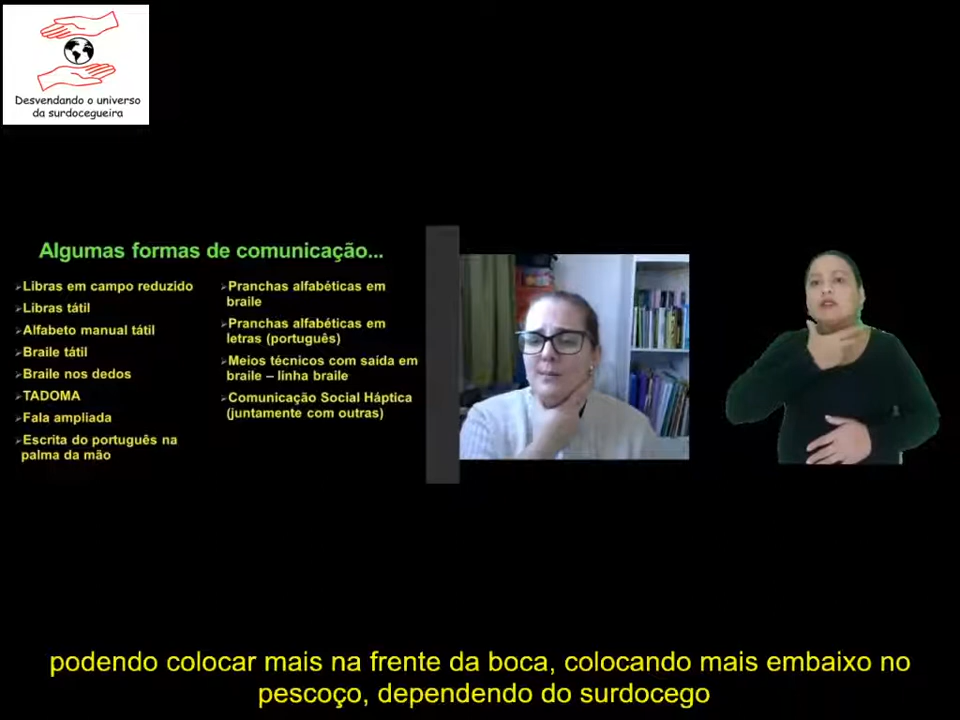 Desvendando o universo
da surdocegueira
Algumas formas de comunicação...
➢Libras em campo reduzido
➢Libras tátil
➢Alfabeto manual tátil
➢Braile tátil
➢Braile nos dedos
➢TADOMA
➢Fala ampliada
➢Escrita do português na
palma da mão
➢Pranchas alfabéticas em
braile
➢Pranchas alfabéticas em
letras (português)
➢Meios técnicos com saída em
braile – linha braile
➢Comunicação Social Háptica
(juntamente com outras)
podendo colocar mais na frente da boca, colocando mais embaixo no
pescoço, dependendo do surdocego